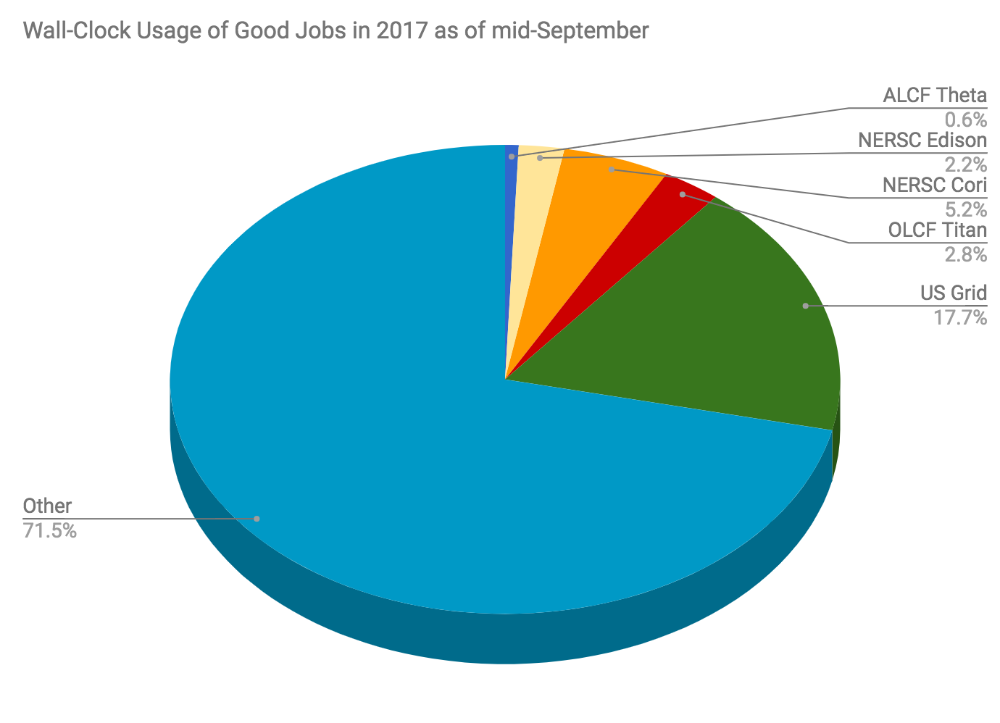 Wall-Clock Usage of Good Jobs in 2017 as of mid-September
ALCF Theta
0.6%
NERSC Edison
2.2%
NERSC Cori
5.2%
OLCF Titan
2.8%
US Grid
17.7%
Other
71.5%